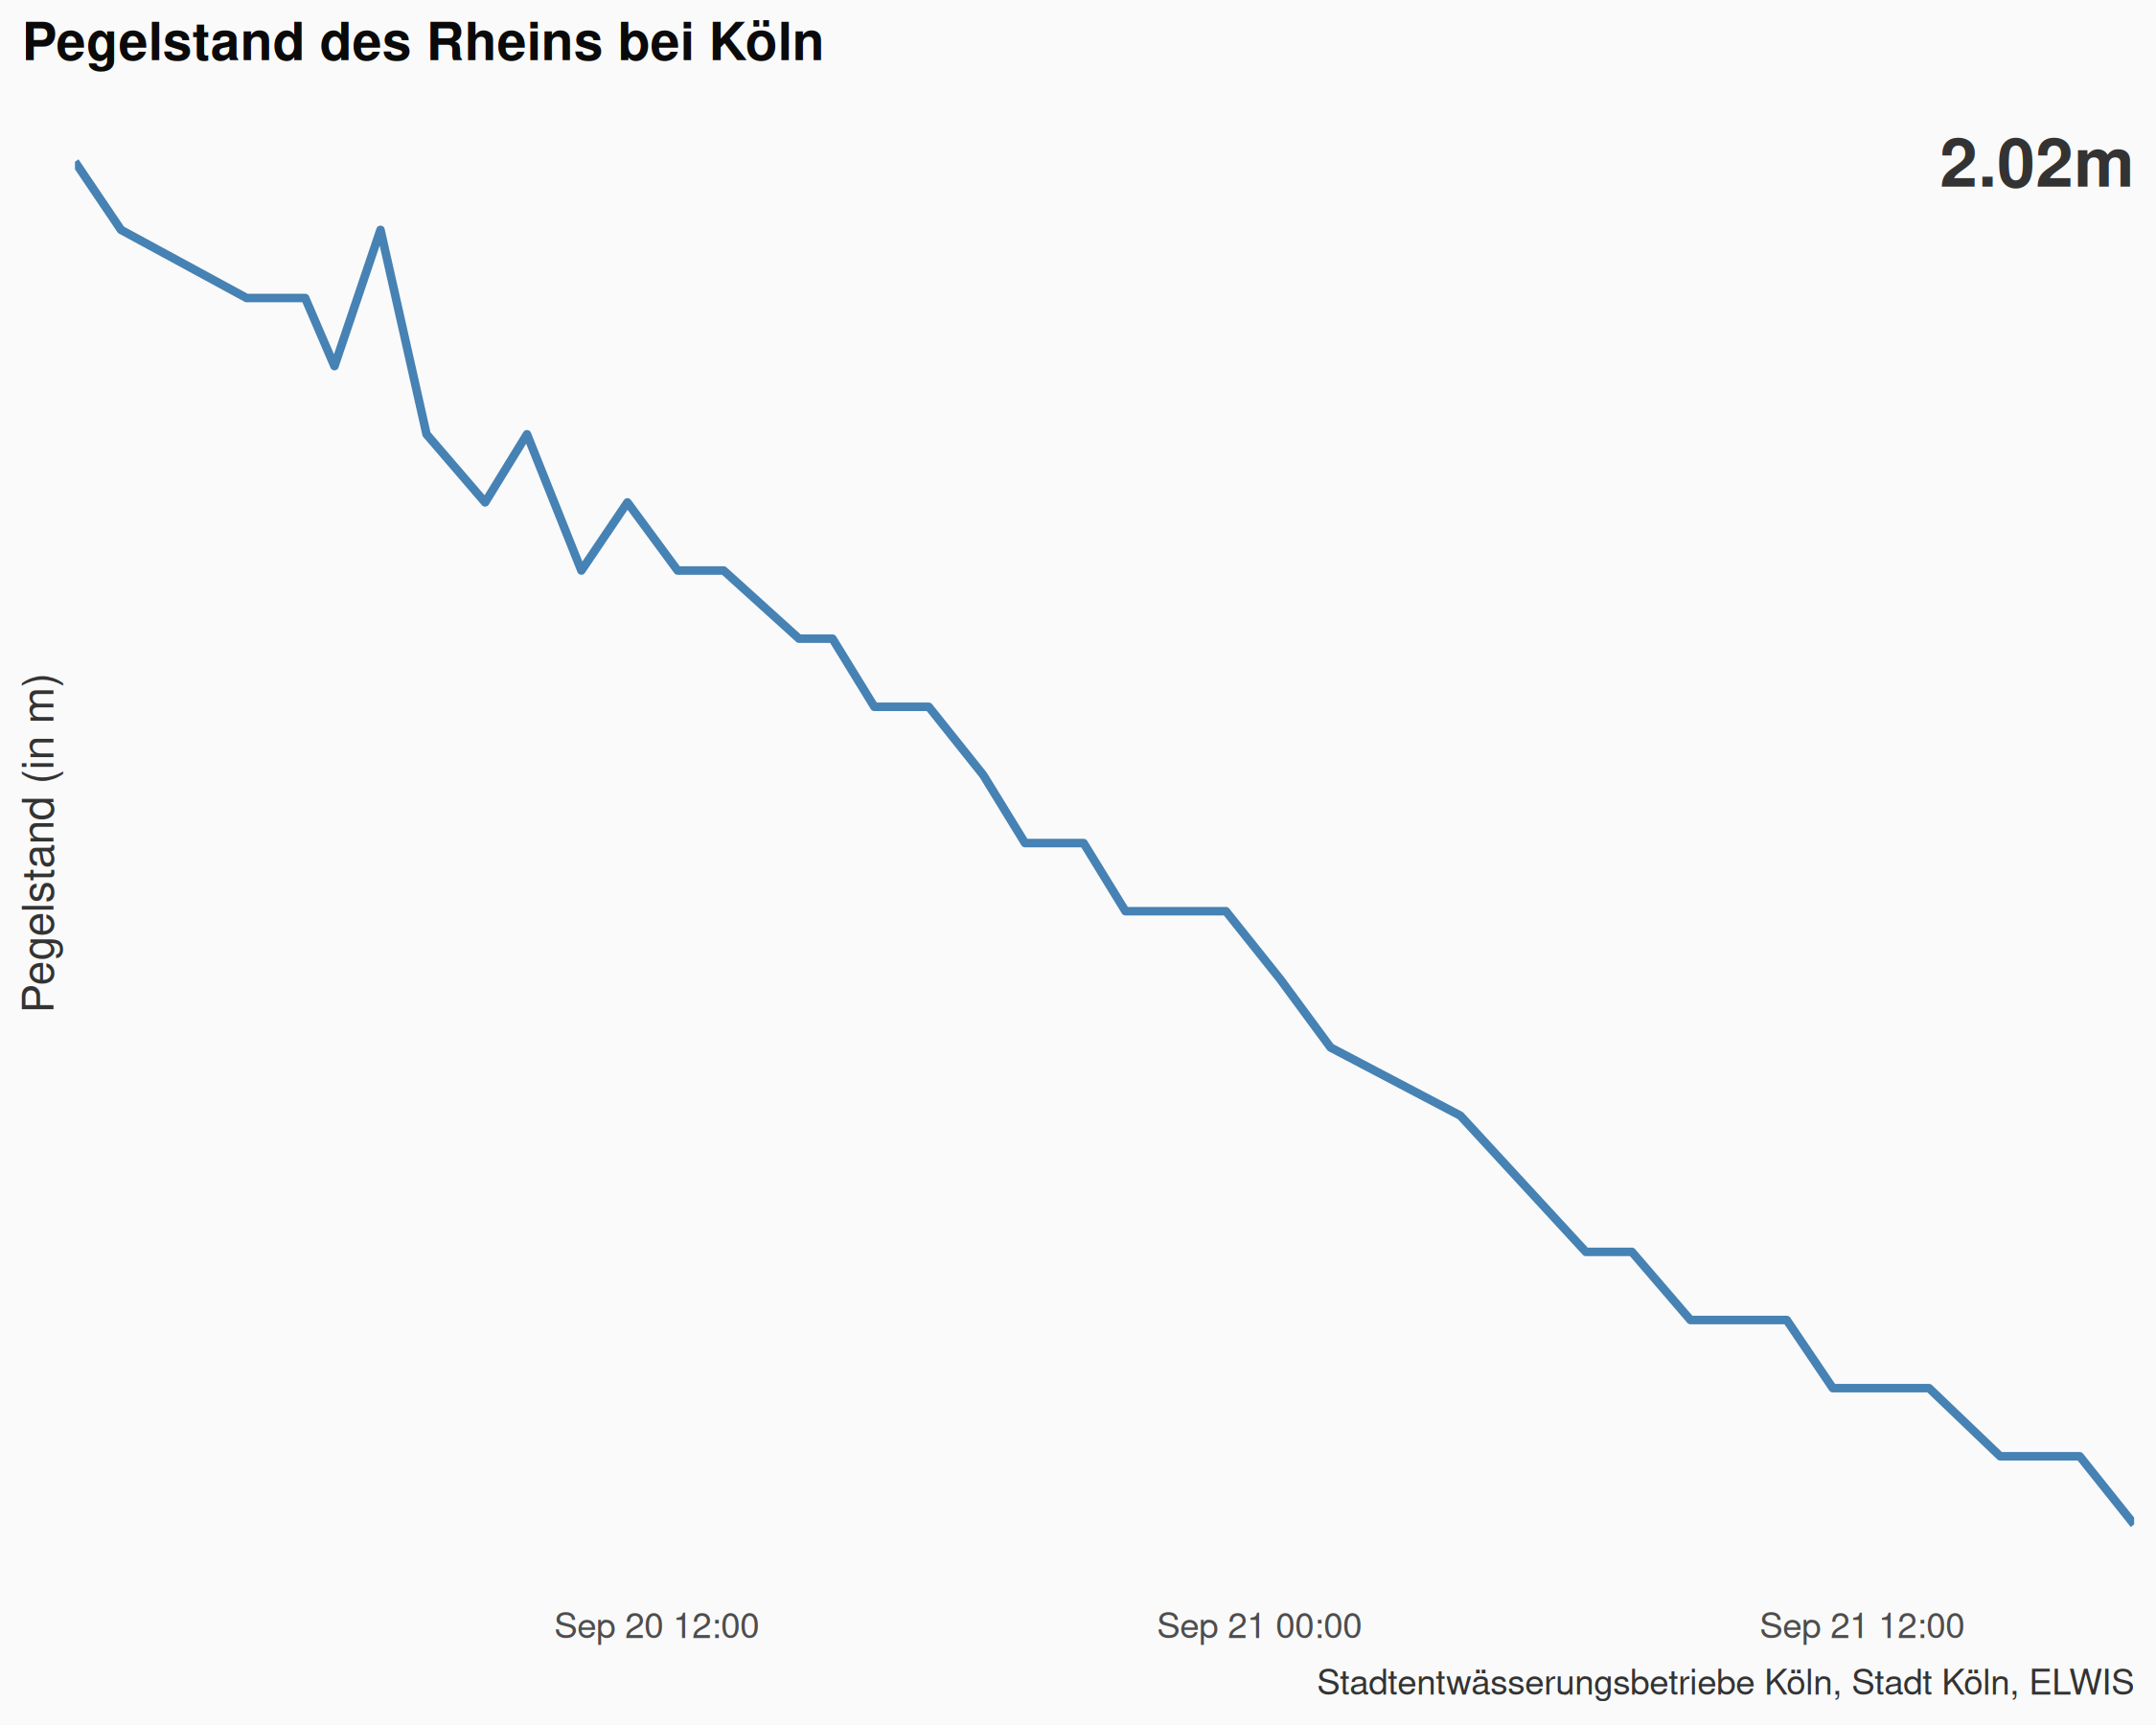 Pegelstand des Rheins bei Köln
2.02m
Pegelstand (in m)
Sep 20 12:00
Sep 21 00:00
Sep 21 12:00
Stadtentwässerungsbetriebe Köln, Stadt Köln, ELWIS